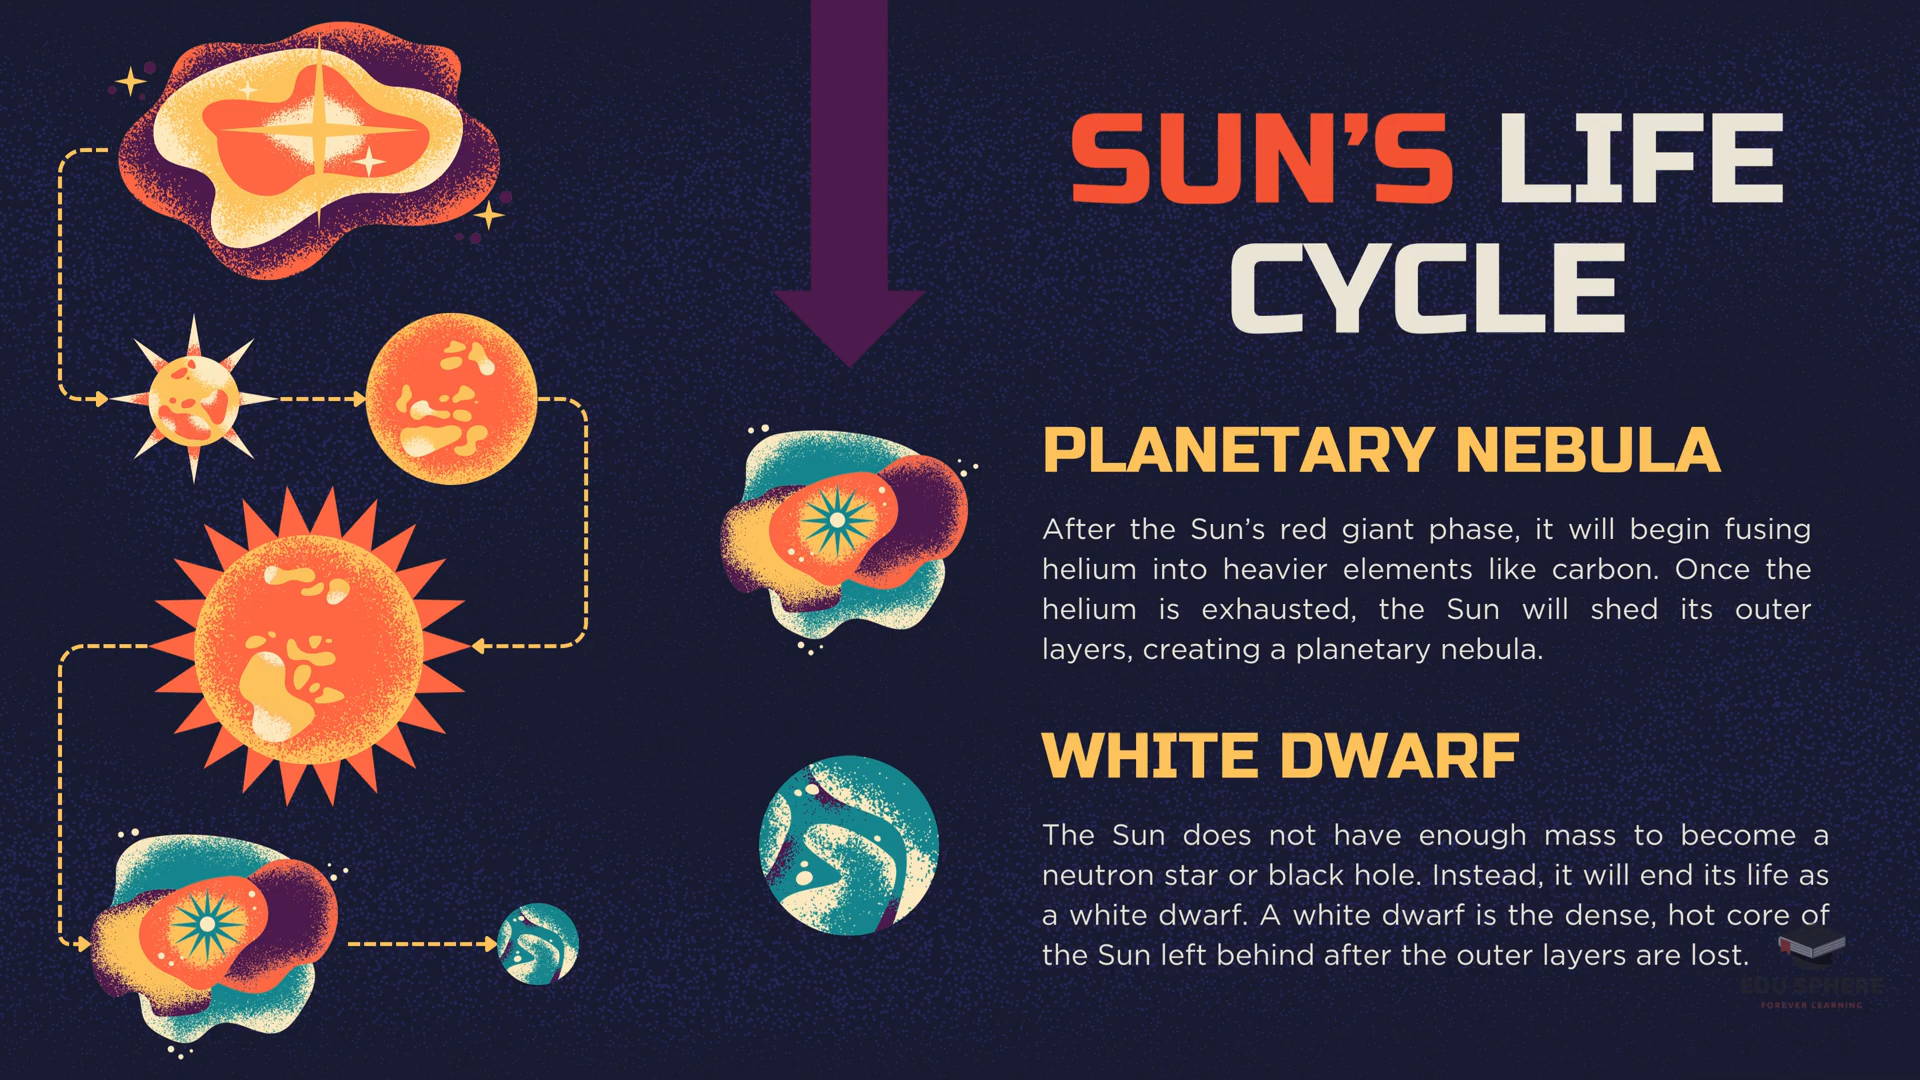 SUN’S LIFE
CYCLE
PLANETARY NEBULA
After the Sun’s red giant phase, it will begin fusing
helium into heavier elements like carbon. Once the
helium is exhausted, the Sun will shed its outer
layers, creating a planetary nebula.
WHITE DWARF
The Sun does not have enough mass to become a
neutron star or black hole. Instead, it will end its life as
a white dwarf. A white dwarf is the dense, hot core of
the Sun left behind after the outer layers are lost.
EDU SPHERE
FOREVER LEARNING